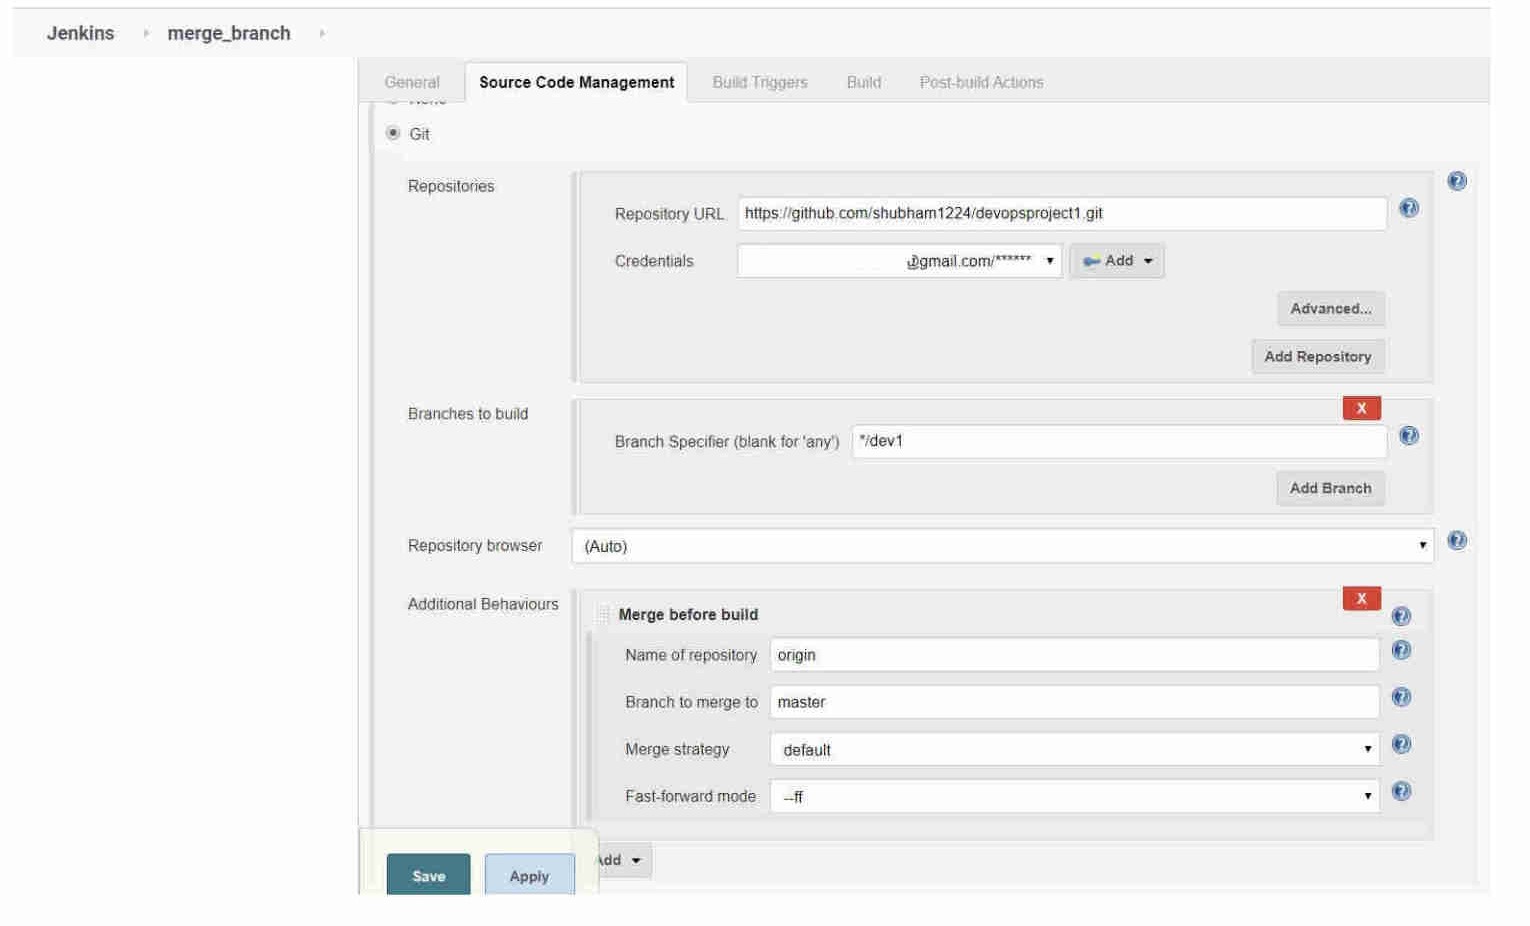 Jenkins merge_branch
General Source Code Management Build Triggers Build Post-build Actions
Git
Repositories
Repository URL https://github.com/shubham1224/devopsproject1.git
Credentials @gmail.com/****** Add
Advanced...
Add Repository
Branches to build
X
Branch Specifier (blank for 'any') */dev1
Add Branch
Repository browser (Auto)
Additional Behaviours
X
Merge before build
Name of repository origin
Branch to merge to master
Merge strategy default
Fast-forward mode --ff
Add
Save Apply